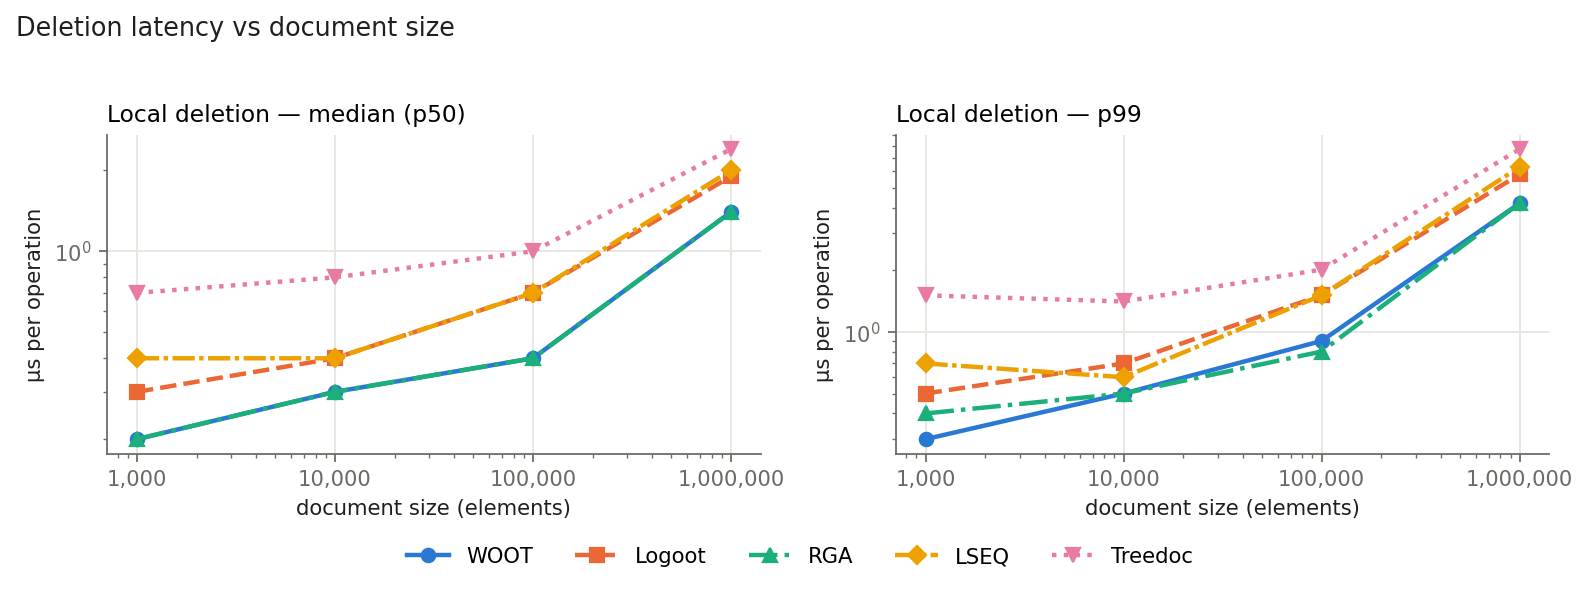 Deletion latency vs document size
Local deletion — median (p50)
µs per operation
10⁰
1,000 10,000 100,000 1,000,000
document size (elements)
Local deletion — p99
µs per operation
10⁰
1,000 10,000 100,000 1,000,000
document size (elements)
WOOT Logoot RGA LSEQ Treedoc